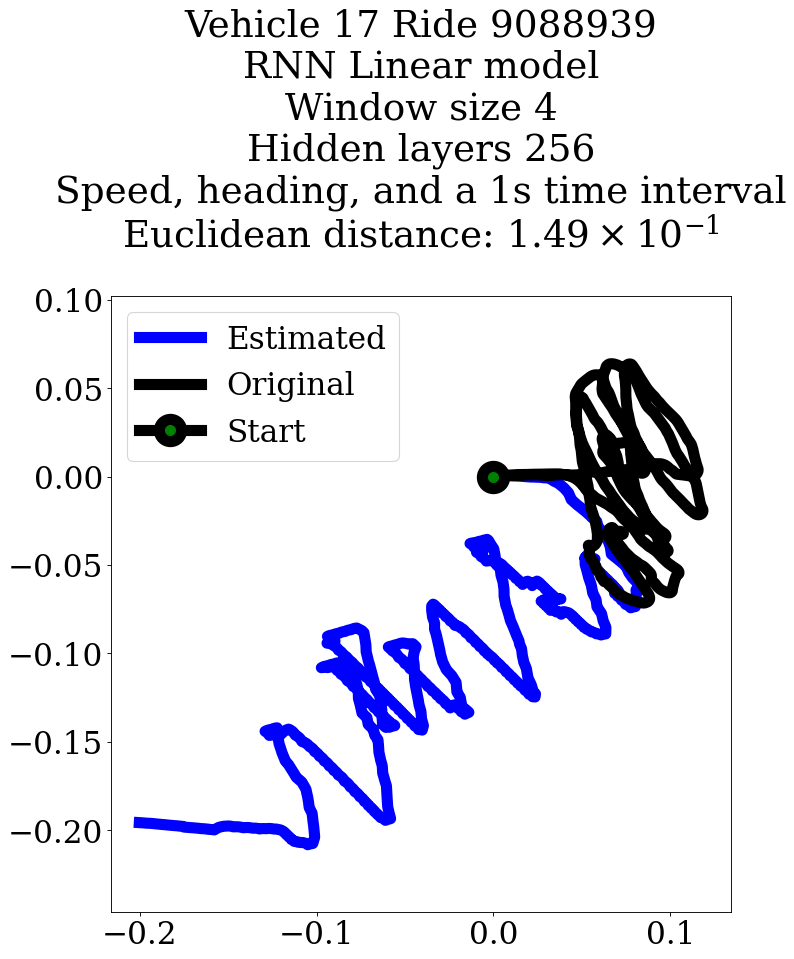 Vehicle 17 Ride 9088939
RNN Linear model
Window size 4
Hidden layers 256
Speed, heading, and a 1s time interval
Euclidean distance: 1.49 × 10⁻¹
Estimated
Original
Start
0.10
0.05
0.00
−0.05
−0.10
−0.15
−0.20
−0.2 −0.1 0.0 0.1